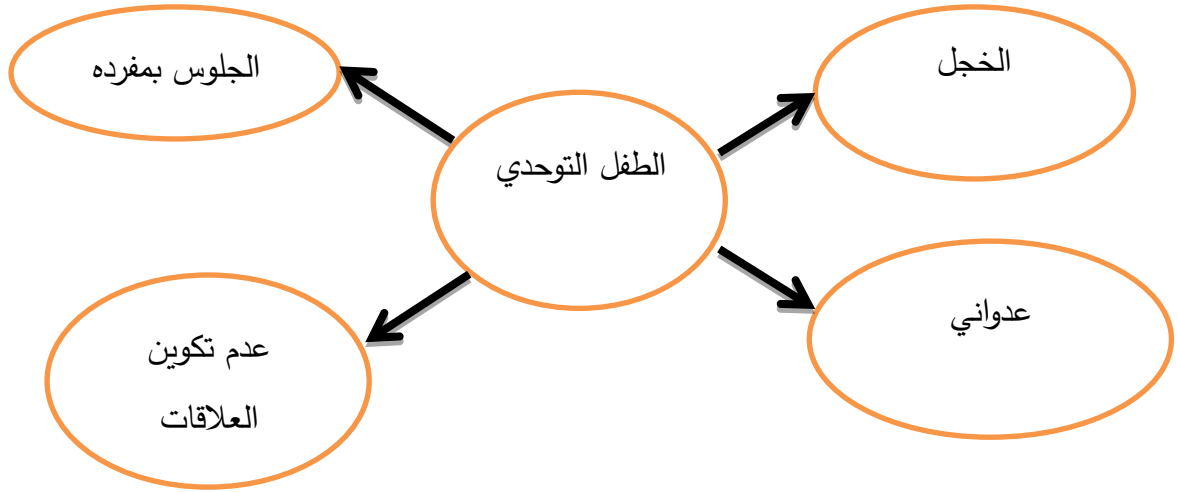 الخجل
الجلوس بمفرده
الطفل التوحدي
عدواني
عدم تكوين
العلاقات